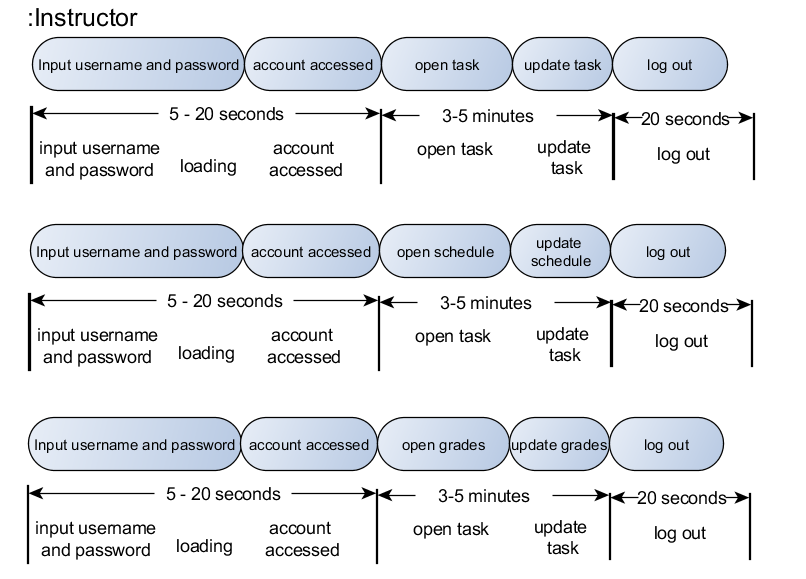 :Instructor
Input username and password account accessed open task update task log out
5 - 20 seconds 3-5 minutes 20 seconds
input username and password loading account accessed open task update task log out
Input username and password account accessed open schedule update schedule log out
5 - 20 seconds 3-5 minutes 20 seconds
input username and password loading account accessed open task update task log out
Input username and password account accessed open grades update grades log out
5 - 20 seconds 3-5 minutes 20 seconds
input username and password loading account accessed open task update task log out